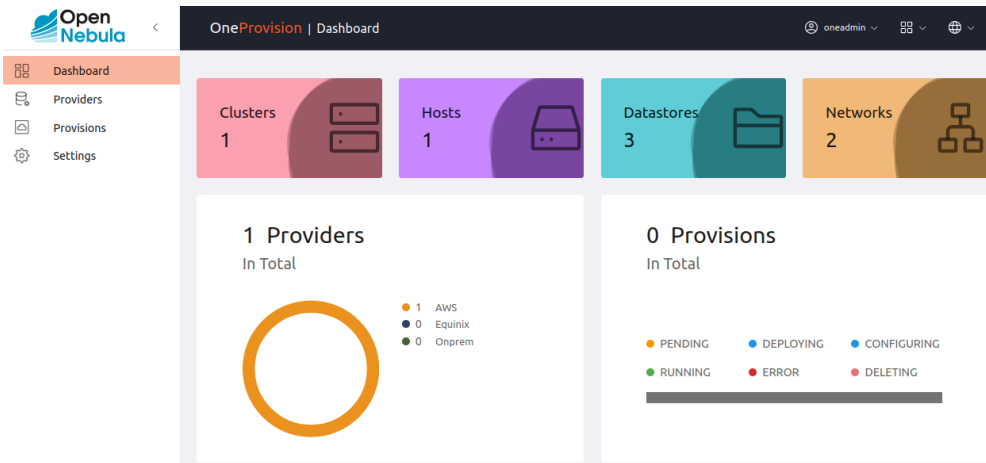 Open
Nebula
OneProvision | Dashboard
oneadmin
Dashboard
Providers
Provisions
Settings
Clusters
1
Hosts
1
Datastores
3
Networks
2
1 Providers
In Total
1 AWS
0 Equinix
0 Onprem
0 Provisions
In Total
PENDING DEPLOYING CONFIGURING
RUNNING ERROR DELETING